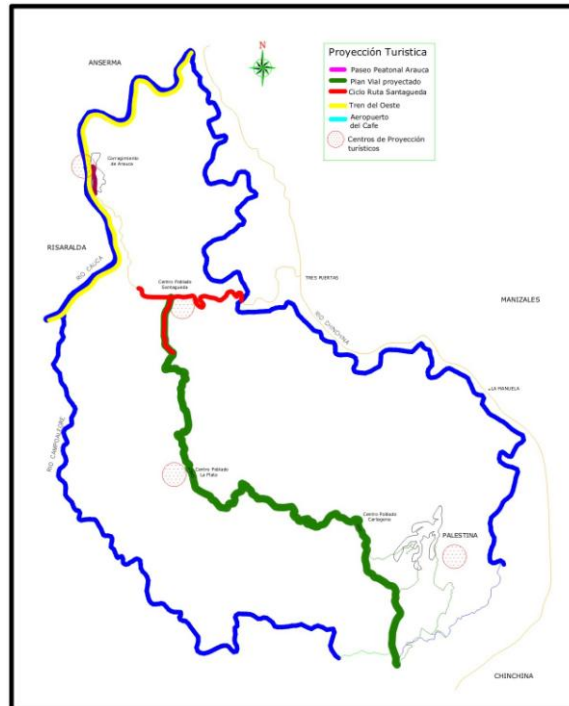 ANSERMA
N
Proyección Turistica
Paseo Peatonal Arauca
Plan Vial proyectado
Ciclo Ruta Santagueda
Tren del Oeste
Aeropuerto
del Cafe
Centros de Proyección
turísticos
Corregimiento
de Arauca
RISARALDA
RIO CAUCA
Centro Poblado
Santagueda
TRES PUERTAS
MANIZALES
RIO CHINCHINA
LA MANUELA
RIO CAMPOALEGRE
Centro Poblado
La Plata
Centro Poblado
Cartagena
PALESTINA
CHINCHINA